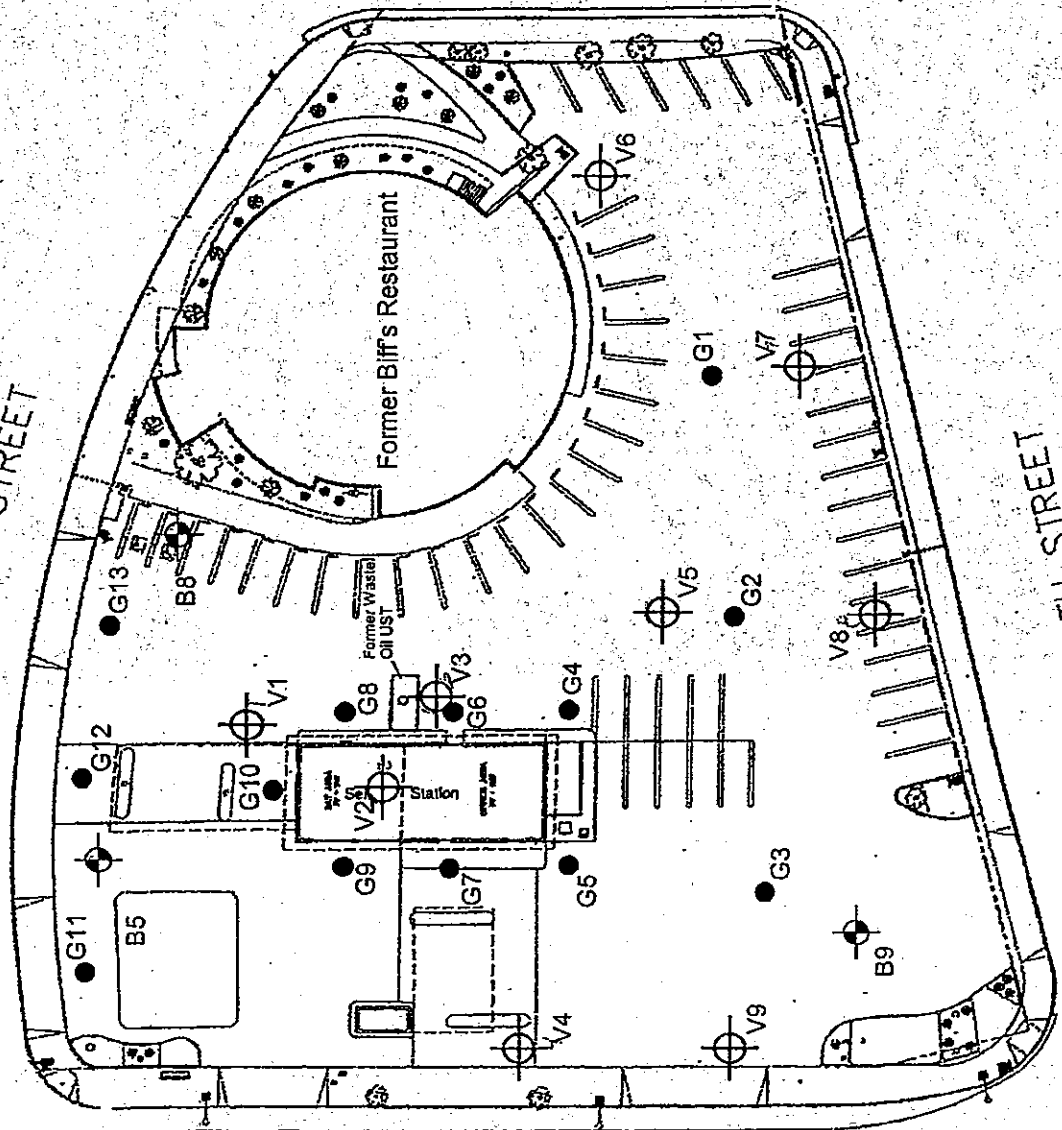 STREET
V6
Former Biff's Restaurant
G1
V7
STREET
G13
B8
Former Waste
Oil UST
V5
G2
V8
V3
V1
G8
G6
G4
G12
G10
V2
Station
G9
G7
G5
G3
G11
B5
B9
V4
V9